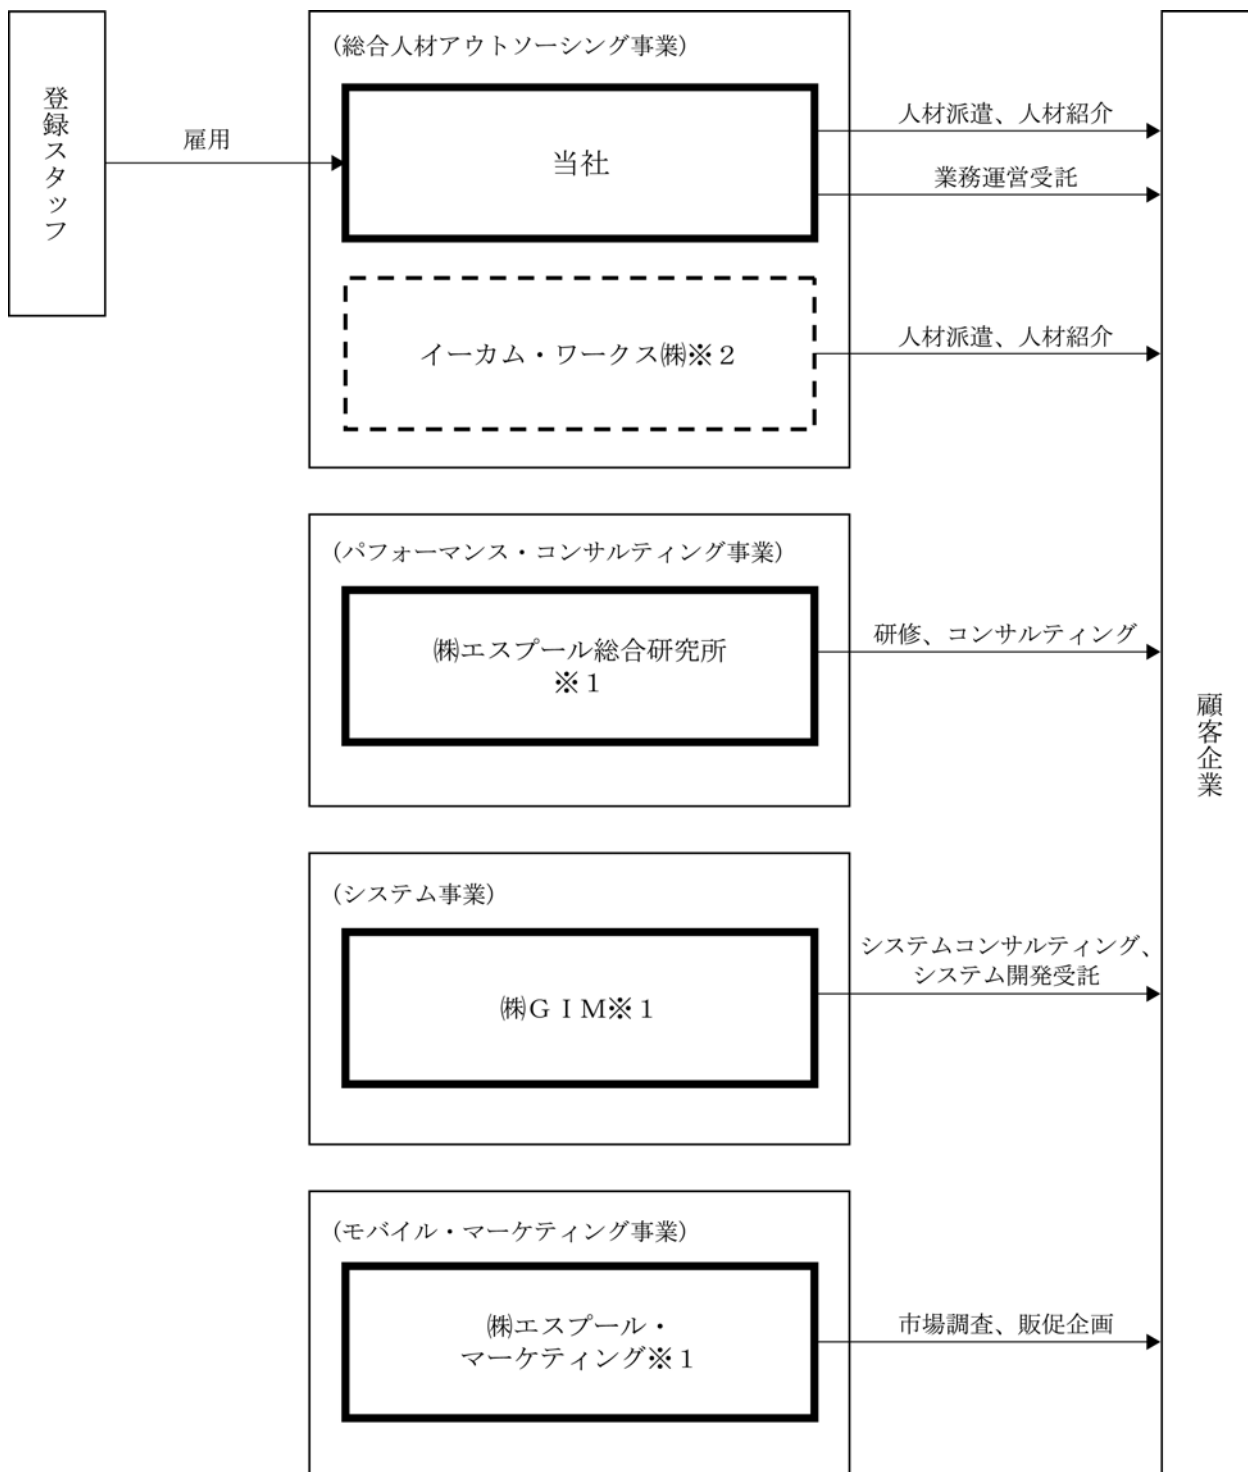 登録スタッフ
雇用
(総合人材アウトソーシング事業)
当社
人材派遣、人材紹介
業務運営受託
イーカム・ワークス㈱※２
人材派遣、人材紹介
(パフォーマンス・コンサルティング事業)
㈱エスプール総合研究所
※１
研修、コンサルティング
顧客企業
(システム事業)
㈱ＧＩＭ※１
システムコンサルティング、
システム開発受託
(モバイル・マーケティング事業)
㈱エスプール・
マーケティング※１
市場調査、販促企画